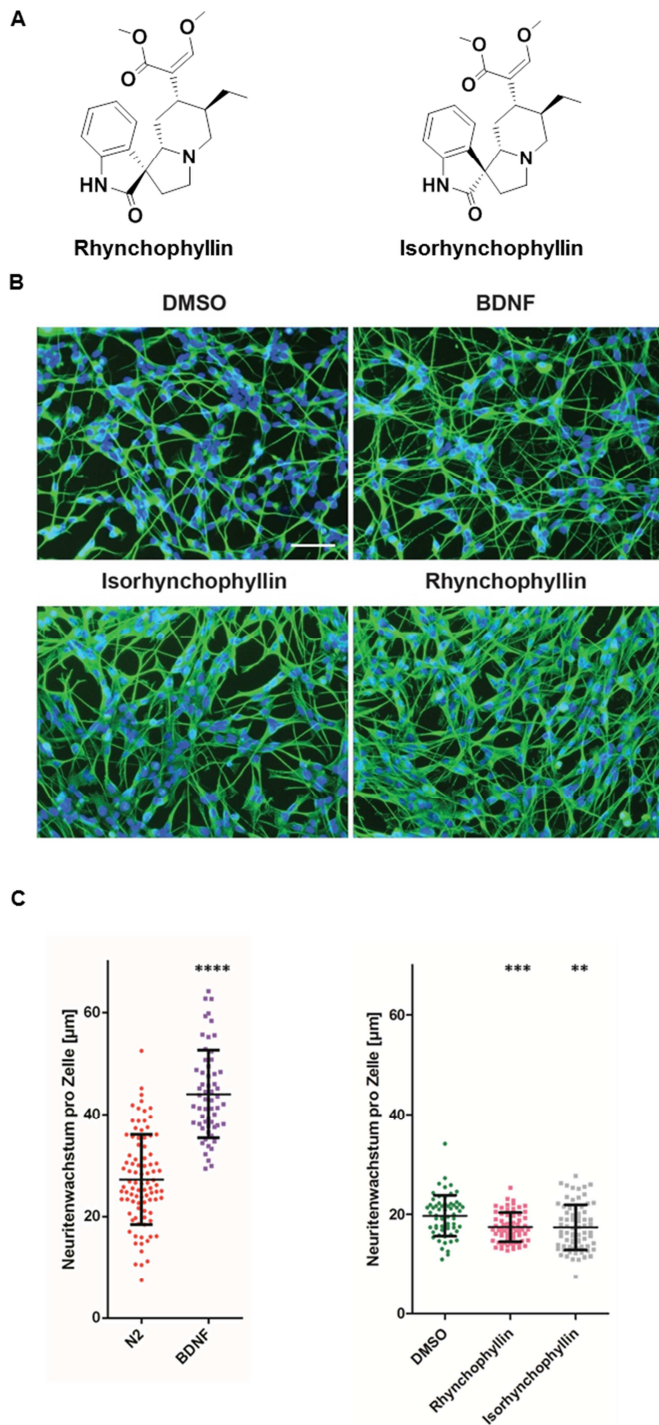 A
O
O
O
N
HN
O
Rhynchophyllin
O
O
O
N
HN
O
Isorhynchophyllin
B
DMSO
BDNF
Isorhynchophyllin
Rhynchophyllin
C
Neuritenwachstum pro Zelle [µm]
60
40
20
0
****
N2
BDNF
Neuritenwachstum pro Zelle [µm]
60
40
20
0
***
**
DMSO
Rhynchophyllin
Isorhynchophyllin